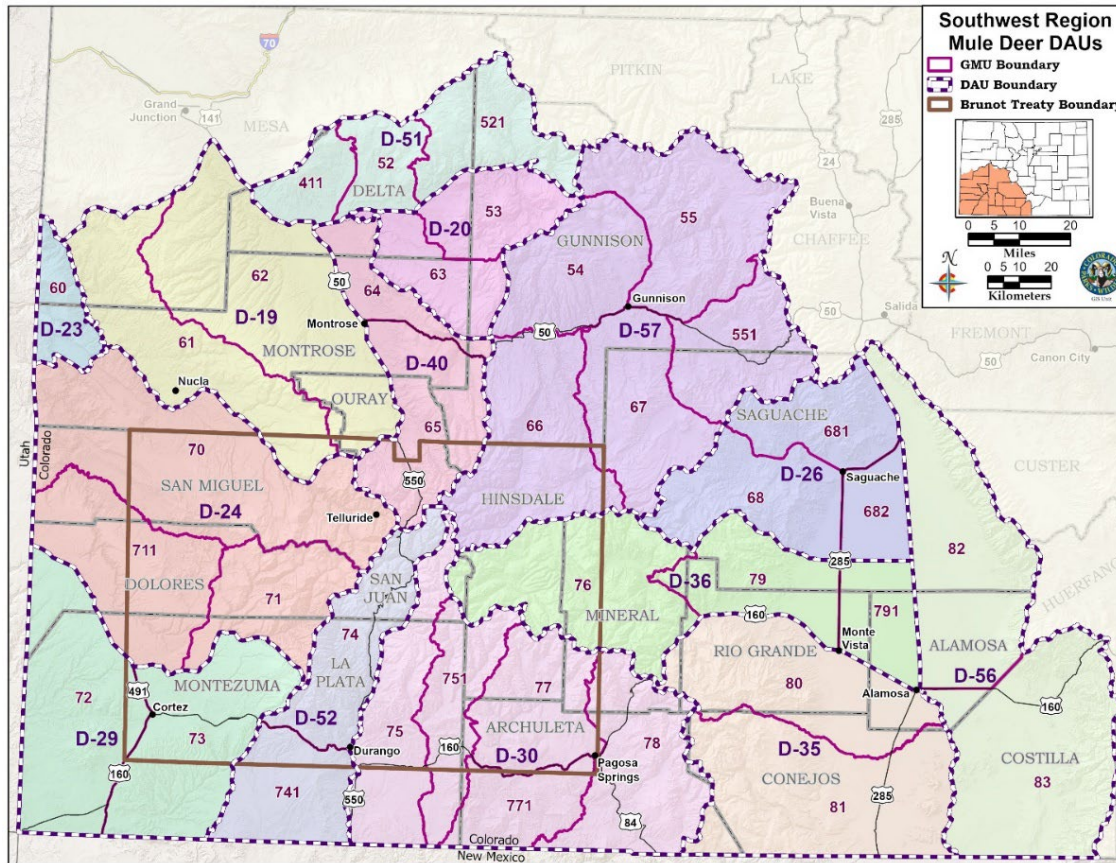 Southwest Region
Mule Deer DAUs
GMU Boundary
DAU Boundary
Brunot Treaty Boundary
0 5 10 20
Miles
0 5 10 20
Kilometers
N
70
PITKIN
LAKE
285
Grand
Junction
141
MESA
24
Buena
Vista
CHAFFEE
521
D-51
52
411
DELTA
53
55
D-20
GUNNISON
54
60
62
50
64
63
Gunnison
Salida
FREMONT
D-23
D-19
Montrose
50
D-57
551
50
Canon City
61
MONTROSE
D-40
Nucla
OURAY
67
SAGUACHE
65
66
681
CUSTER
Utah
Colorado
70
550
D-26
Saguache
SAN MIGUEL
HINSDALE
68
682
D-24
Telluride
285
82
711
SAN
JUAN
76
D-36
79
791
HUERFANO
DOLORES
71
MINERAL
160
Monte
Vista
74
RIO GRANDE
ALAMOSA
LA
PLATA
D-56
72
MONTEZUMA
751
77
80
Alamosa
160
491
Cortez
D-52
75
ARCHULETA
78
D-35
COSTILLA
D-29
73
Durango
160
D-30
Pagosa
Springs
CONEJOS
83
160
741
550
771
84
285
81
Colorado
New Mexico